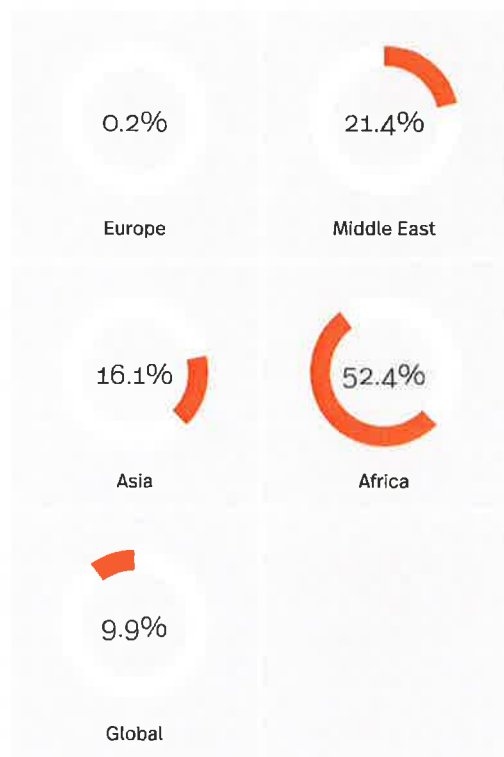 0.2%
Europe
21.4%
Middle East
16.1%
Asia
52.4%
Africa
9.9%
Global